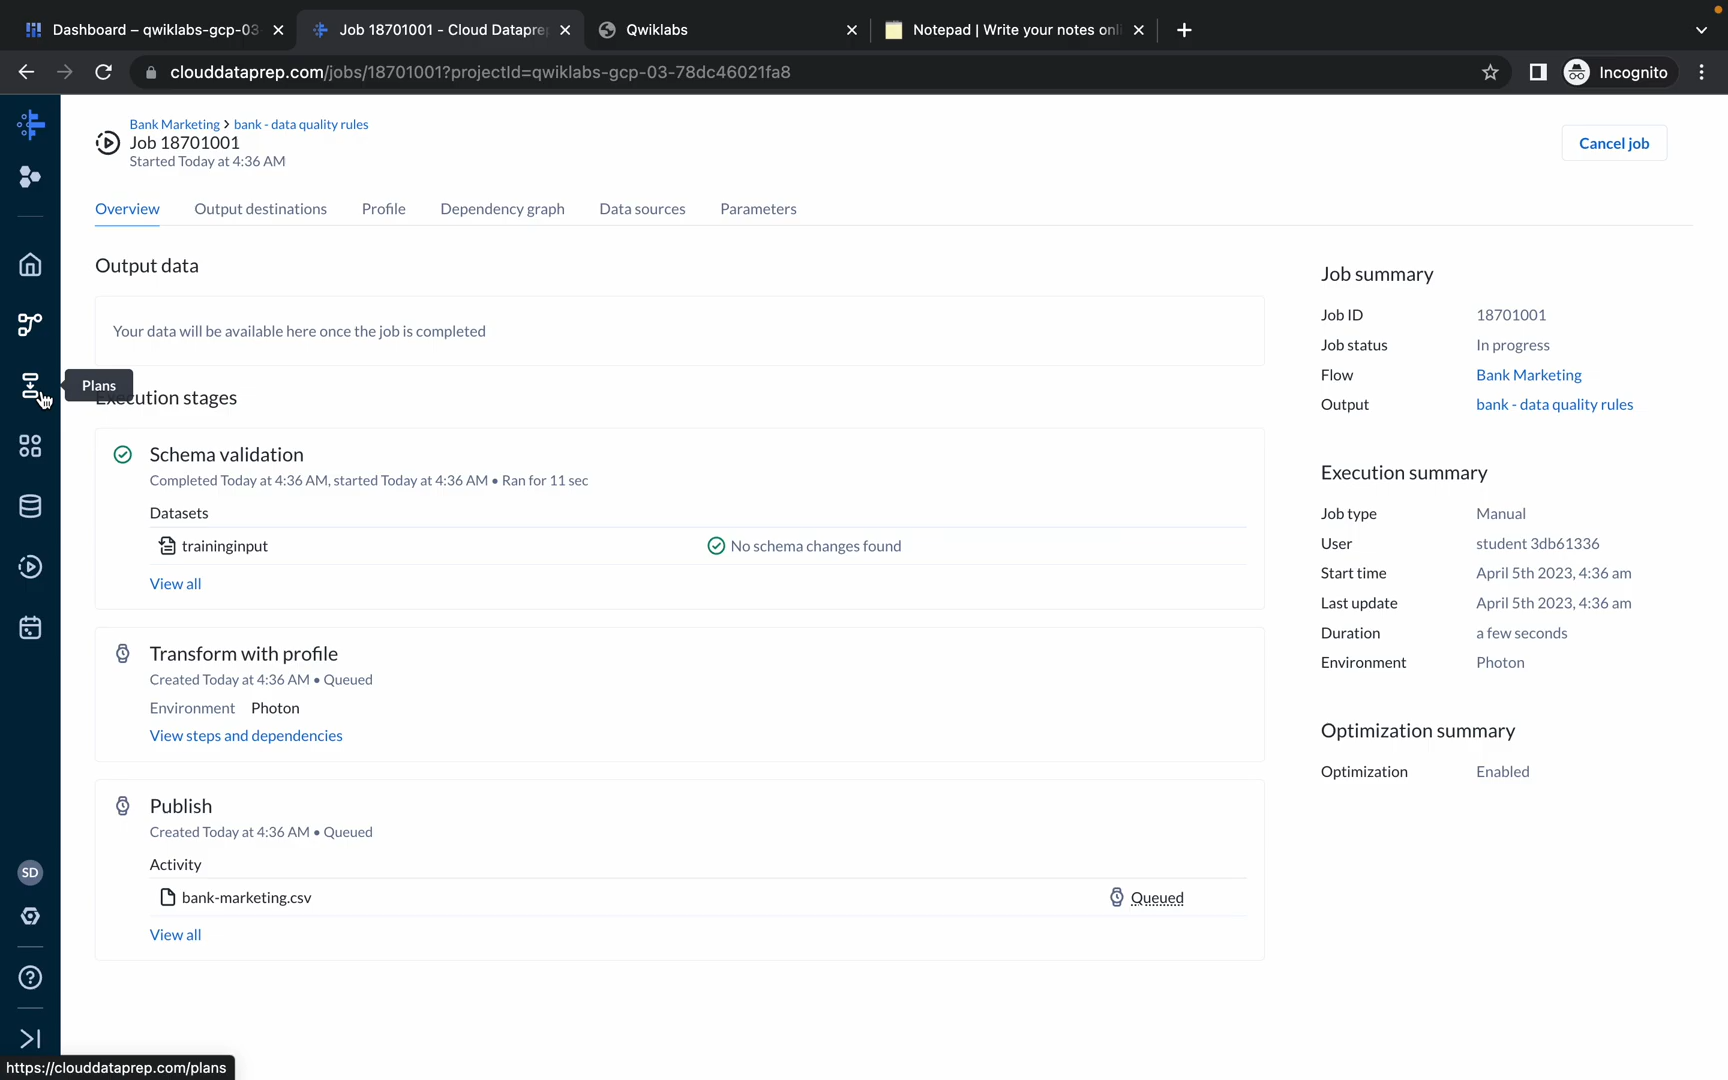 Dashboard – qwiklabs-gcp-03
Job 18701001 - Cloud Datapre
Qwiklabs
Notepad | Write your notes onli
clouddataprep.com/jobs/18701001?projectId=qwiklabs-gcp-03-78dc46021fa8
Incognito
Bank Marketing > bank - data quality rules
Job 18701001
Started Today at 4:36 AM
Cancel job
Overview
Output destinations
Profile
Dependency graph
Data sources
Parameters
Output data
Your data will be available here once the job is completed
Plans
Execution stages
Schema validation
Completed Today at 4:36 AM, started Today at 4:36 AM • Ran for 11 sec
Datasets
traininginput
No schema changes found
View all
Transform with profile
Created Today at 4:36 AM • Queued
Environment Photon
View steps and dependencies
Publish
Created Today at 4:36 AM • Queued
Activity
bank-marketing.csv
Queued
View all
Job summary
Job ID 18701001
Job status In progress
Flow Bank Marketing
Output bank - data quality rules
Execution summary
Job type Manual
User student 3db61336
Start time April 5th 2023, 4:36 am
Last update April 5th 2023, 4:36 am
Duration a few seconds
Environment Photon
Optimization summary
Optimization Enabled
SD
https://clouddataprep.com/plans